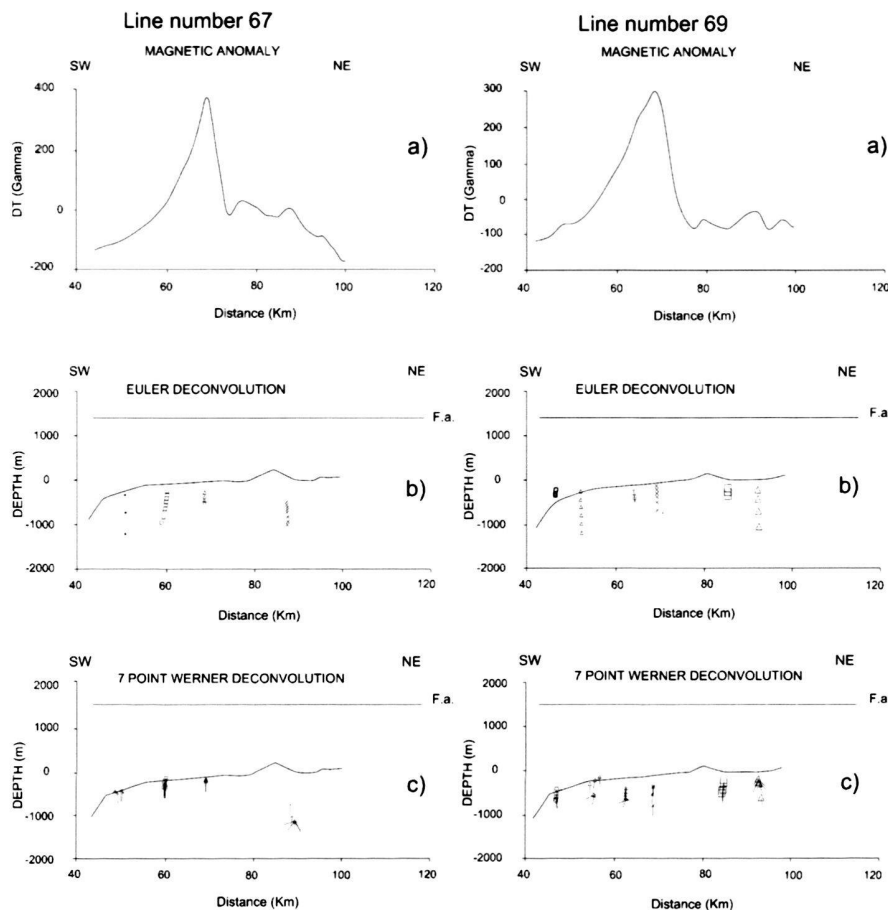 Line number 67
MAGNETIC ANOMALY
SW NE
400
200
0
-200
DT (Gamma)
a)
40 60 80 100 120
Distance (Km)
SW NE
EULER DECONVOLUTION
F.a.
2000
1000
0
-1000
-2000
DEPTH (m)
b)
40 60 80 100 120
Distance (Km)
SW NE
7 POINT WERNER DECONVOLUTION
F.a.
2000
1000
0
-1000
-2000
DEPTH (m)
c)
40 60 80 100 120
Distance (Km)
Line number 69
MAGNETIC ANOMALY
SW NE
300
200
100
0
-100
-200
DT (Gamma)
a)
40 60 80 100 120
Distance (Km)
SW NE
EULER DECONVOLUTION
F.a
2000
1000
0
-1000
-2000
DEPTH (m)
b)
40 60 80 100 120
Distance (Km)
SW NE
7 POINT WERNER DECONVOLUTION
F.a
2000
1000
0
-1000
-2000
DEPTH (m)
c)
40 60 80 100 120
Distance (Km)